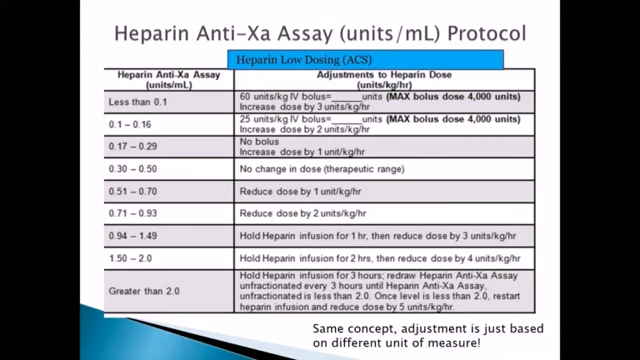 Heparin Anti-Xa Assay (units/mL) Protocol
Heparin Low Dosing (ACS)
Heparin Anti-Xa Assay
(units/mL)
Adjustments to Heparin Dose
(units/kg/hr)
Less than 0.1
60 units/kg IV bolus=______units (MAX bolus dose 4,000 units)
Increase dose by 3 units/kg/hr
0.1 – 0.16
25 units/kg IV bolus=______units (MAX bolus dose 4,000 units)
Increase dose by 2 units/kg/hr
0.17 – 0.29
No bolus
Increase dose by 1 unit/kg/hr
0.30 – 0.50
No change in dose (therapeutic range)
0.51 – 0.70
Reduce dose by 1 unit/kg/hr
0.71 – 0.93
Reduce dose by 2 units/kg/hr
0.94 – 1.49
Hold Heparin infusion for 1 hr, then reduce dose by 3 units/kg/hr
1.50 – 2.0
Hold Heparin infusion for 2 hrs, then reduce dose by 4 units/kg/hr
Greater than 2.0
Hold Heparin infusion for 3 hours; redraw Heparin Anti-Xa Assay
unfractionated every 3 hours until Heparin Anti-Xa Assay,
unfractionated is less than 2.0. Once level is less than 2.0, restart
heparin infusion and reduce dose by 5 units/kg/hr.
Same concept, adjustment is just based
on different unit of measure!